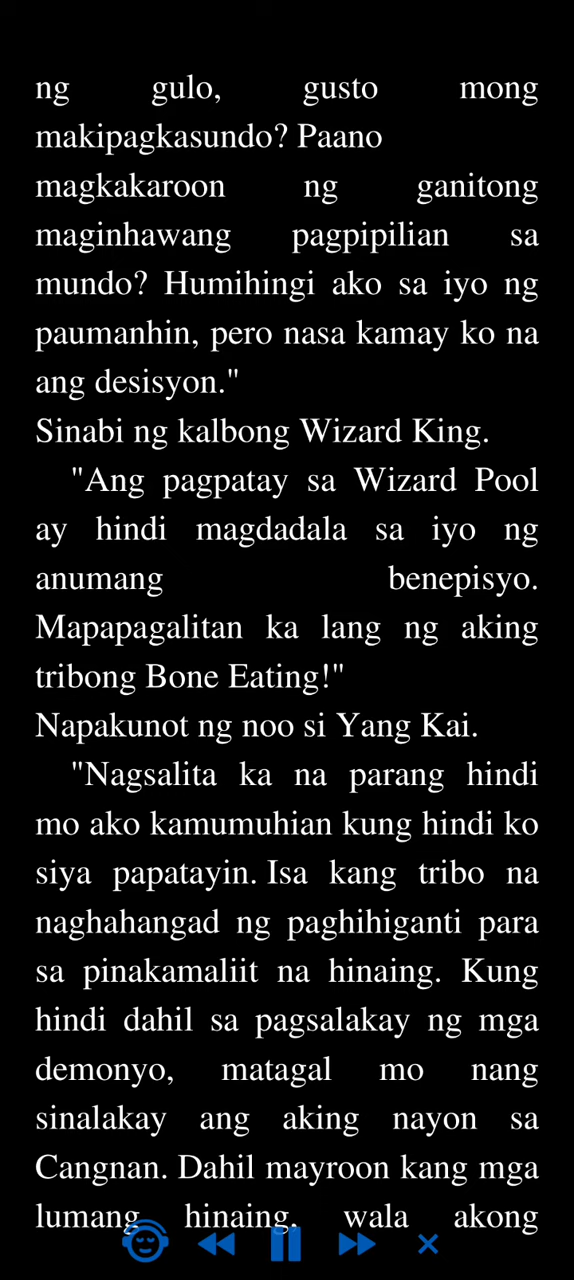 ng gulo, gusto mong
makipagkasundo? Paano
magkakaroon ng ganitong
maginhawang pagpipilian sa
mundo? Humihingi ako sa iyo ng
paumanhin, pero nasa kamay ko na
ang desisyon."
Sinabi ng kalbong Wizard King.
"Ang pagpatay sa Wizard Pool
ay hindi magdadala sa iyo ng
anumang benepisyo.
Mapapagalitan ka lang ng aking
tribong Bone Eating!"
Napakunot ng noo si Yang Kai.
"Nagsalita ka na parang hindi
mo ako kamumuhian kung hindi ko
siya papatayin. Isa kang tribo na
naghahangad ng paghihiganti para
sa pinakamaliit na hinaing. Kung
hindi dahil sa pagsalakay ng mga
demonyo, matagal mo nang
sinalakay ang aking nayon sa
Cangnan. Dahil mayroon kang mga
lumang hinaing, wala akong